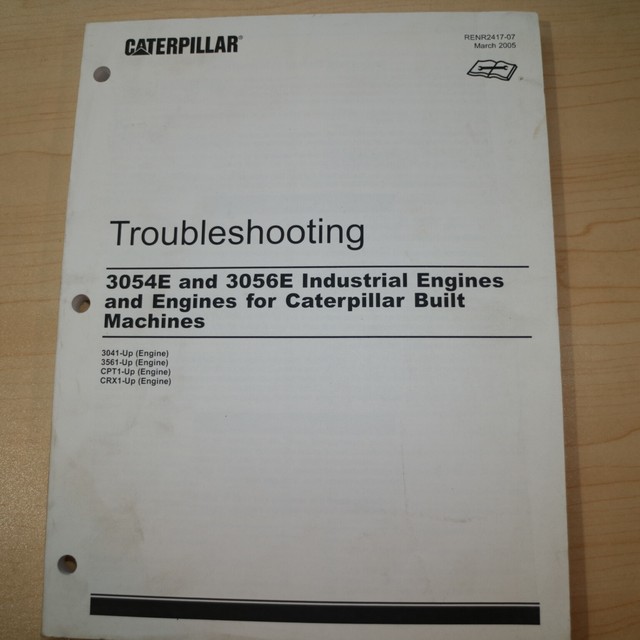 CATERPILLAR®
RENR2417-07
March 2005
Troubleshooting
3054E and 3056E Industrial Engines
and Engines for Caterpillar Built
Machines
3041-Up (Engine)
3561-Up (Engine)
CPT1-Up (Engine)
CRX1-Up (Engine)